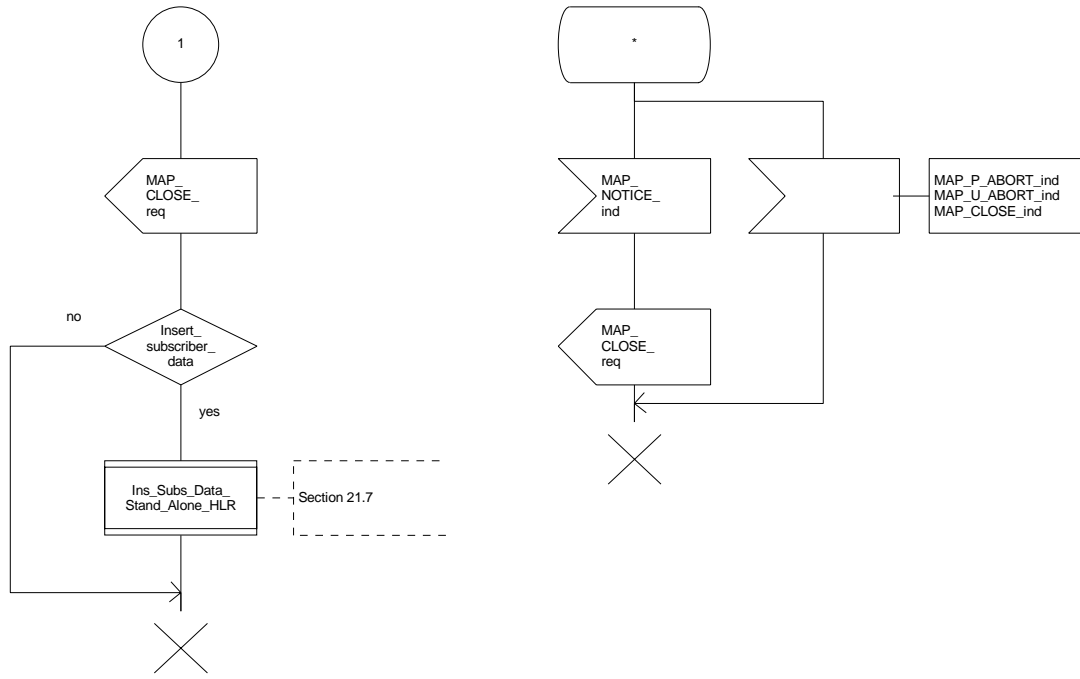 1
MAP_
CLOSE_
req
no
Insert_
subscriber_
data
yes
Ins_Subs_Data_
Stand_Alone_HLR
Section 21.7
*
MAP_
NOTICE_
ind
MAP_P_ABORT_ind
MAP_U_ABORT_ind
MAP_CLOSE_ind
MAP_
CLOSE_
req